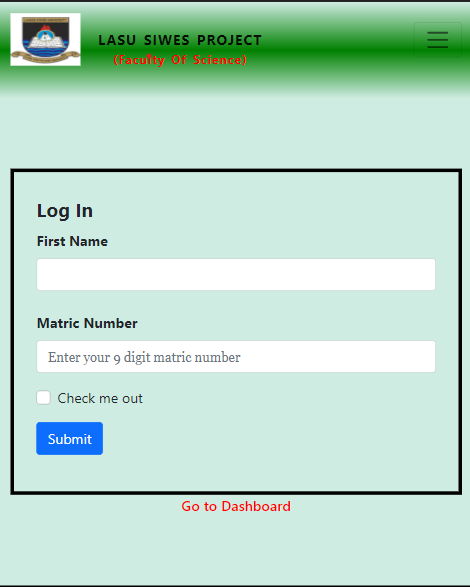 LASU SIWES PROJECT
(Faculty Of Science)
Log In
First Name
Matric Number
Enter your 9 digit matric number
Check me out
Submit
Go to Dashboard